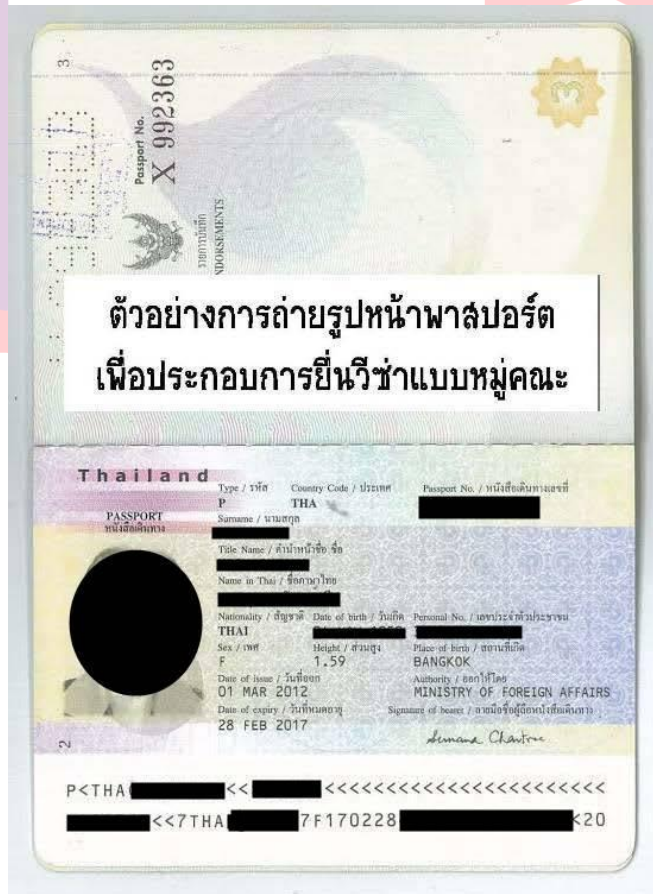 3
Passport No.
X 992363
รายการบันทึก
ENDORSEMENTS
ตัวอย่างการถ่ายรูปหน้าพาสปอร์ต
เพื่อประกอบการยื่นวีซ่าแบบหมู่คณะ
Thailand
PASSPORT
หนังสือเดินทาง
Type / รหัส Country Code / ประเทศ Passport No. / หนังสือเดินทางเลขที่
P THA
Surname / นามสกุล
Title Name / คำนำหน้าชื่อ ชื่อ
Name in Thai / ชื่อภาษาไทย
Nationality / สัญชาติ Date of birth / วันเกิด Personal No. / เลขประจำตัวประชาชน
THAI
Sex / เพศ Height / ส่วนสูง Place of birth / สถานที่เกิด
F 1.59 BANGKOK
Date of issue / วันที่ออก Authority / ออกให้โดย
01 MAR 2012 MINISTRY OF FOREIGN AFFAIRS
Date of expiry / วันที่หมดอายุ Signature of bearer / ลายมือชื่อผู้ถือหนังสือเดินทาง
28 FEB 2017
2
P<THA << <<<<<<<<<<<<<<<<<<<<<<<<
<<7THA 7F170228 <20